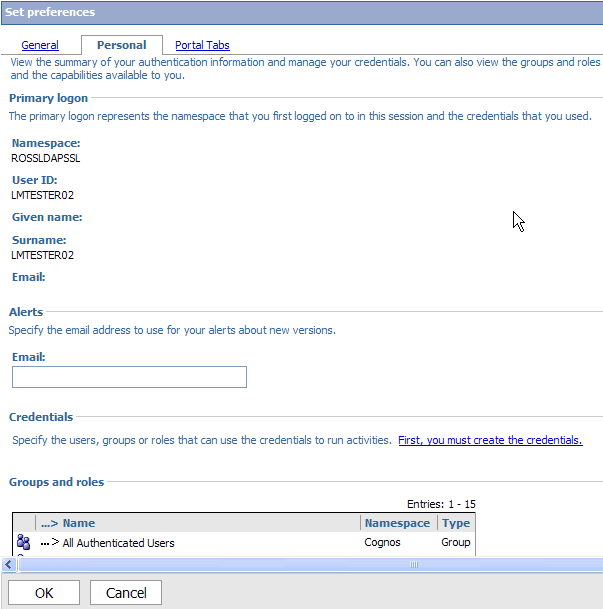 Set preferences
General Personal Portal Tabs
View the summary of your authentication information and manage your credentials. You can also view the groups and roles
and the capabilities available to you.
Primary logon
The primary logon represents the namespace that you first logged on to in this session and the credentials that you used.
Namespace:
ROSSLDAPSSL
User ID:
LMTESTER02
Given name:
Surname:
LMTESTER02
Email:
Alerts
Specify the email address to use for your alerts about new versions.
Email:
Credentials
Specify the users, groups or roles that can use the credentials to run activities. First, you must create the credentials.
Groups and roles
Entries: 1 - 15
...> Name Namespace Type
...> All Authenticated Users Cognos Group
OK Cancel